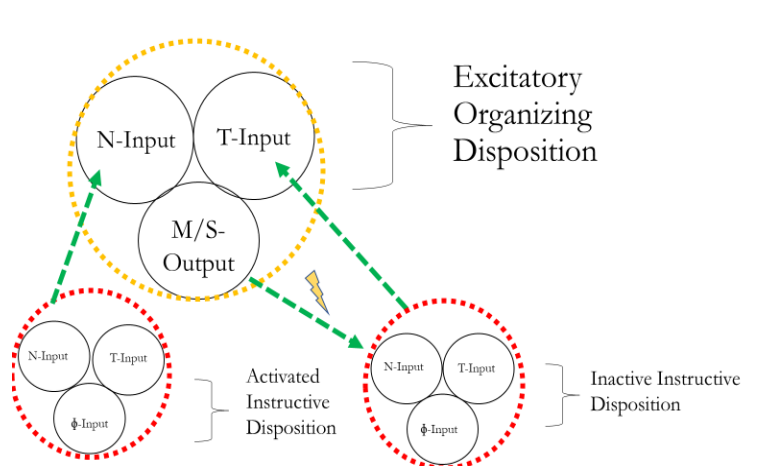 Excitatory
Organizing
Disposition
N-Input
T-Input
M/S-
Output
N-Input
T-Input
ϕ-Input
Activated
Instructive
Disposition
N-Input
T-Input
ϕ-Input
Inactive Instructive
Disposition